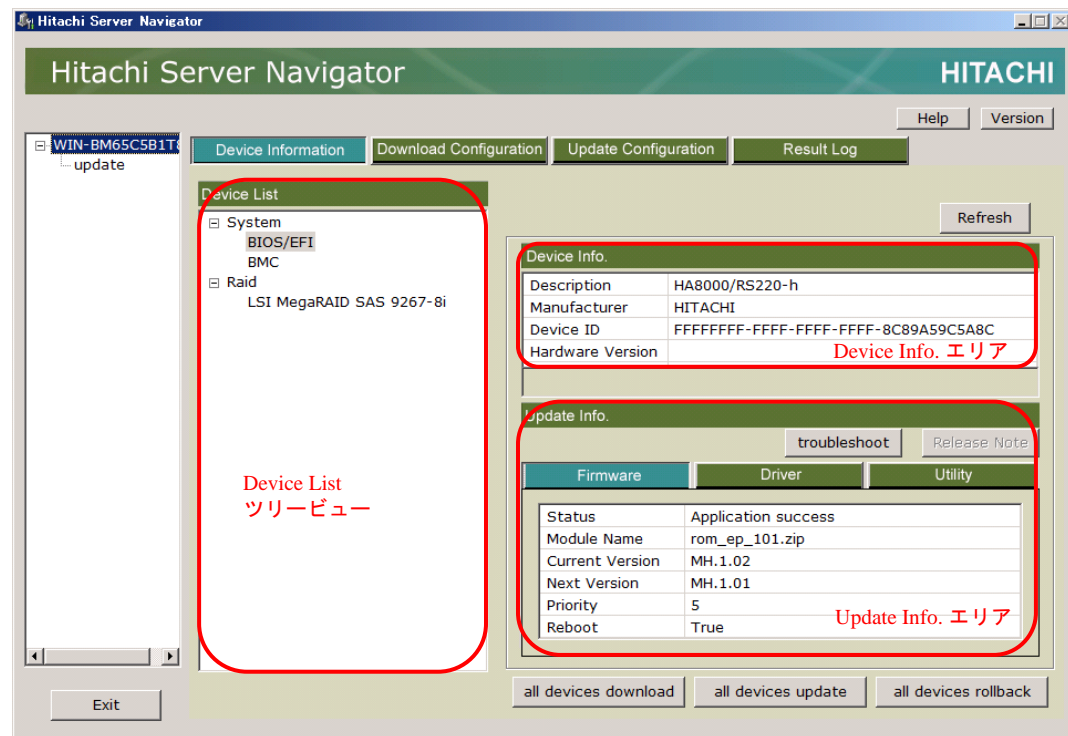 Hitachi Server Navigator
Hitachi Server Navigator
HITACHI
Help
Version
WIN-BM65C5B1T
update
Device Information
Download Configuration
Update Configuration
Result Log
Device List
System
BIOS/EFI
BMC
Raid
LSI MegaRAID SAS 9267-8i
Device List
ツリービュー
Refresh
Device Info.
Description HA8000/RS220-h
Manufacturer HITACHI
Device ID FFFFFFFF-FFFF-FFFF-FFFF-8C89A59C5A8C
Hardware Version
Device Info. エリア
Update Info.
troubleshoot
Release Note
Firmware
Driver
Utility
Status Application success
Module Name rom_ep_101.zip
Current Version MH.1.02
Next Version MH.1.01
Priority 5
Reboot True
Update Info. エリア
all devices download
all devices update
all devices rollback
Exit